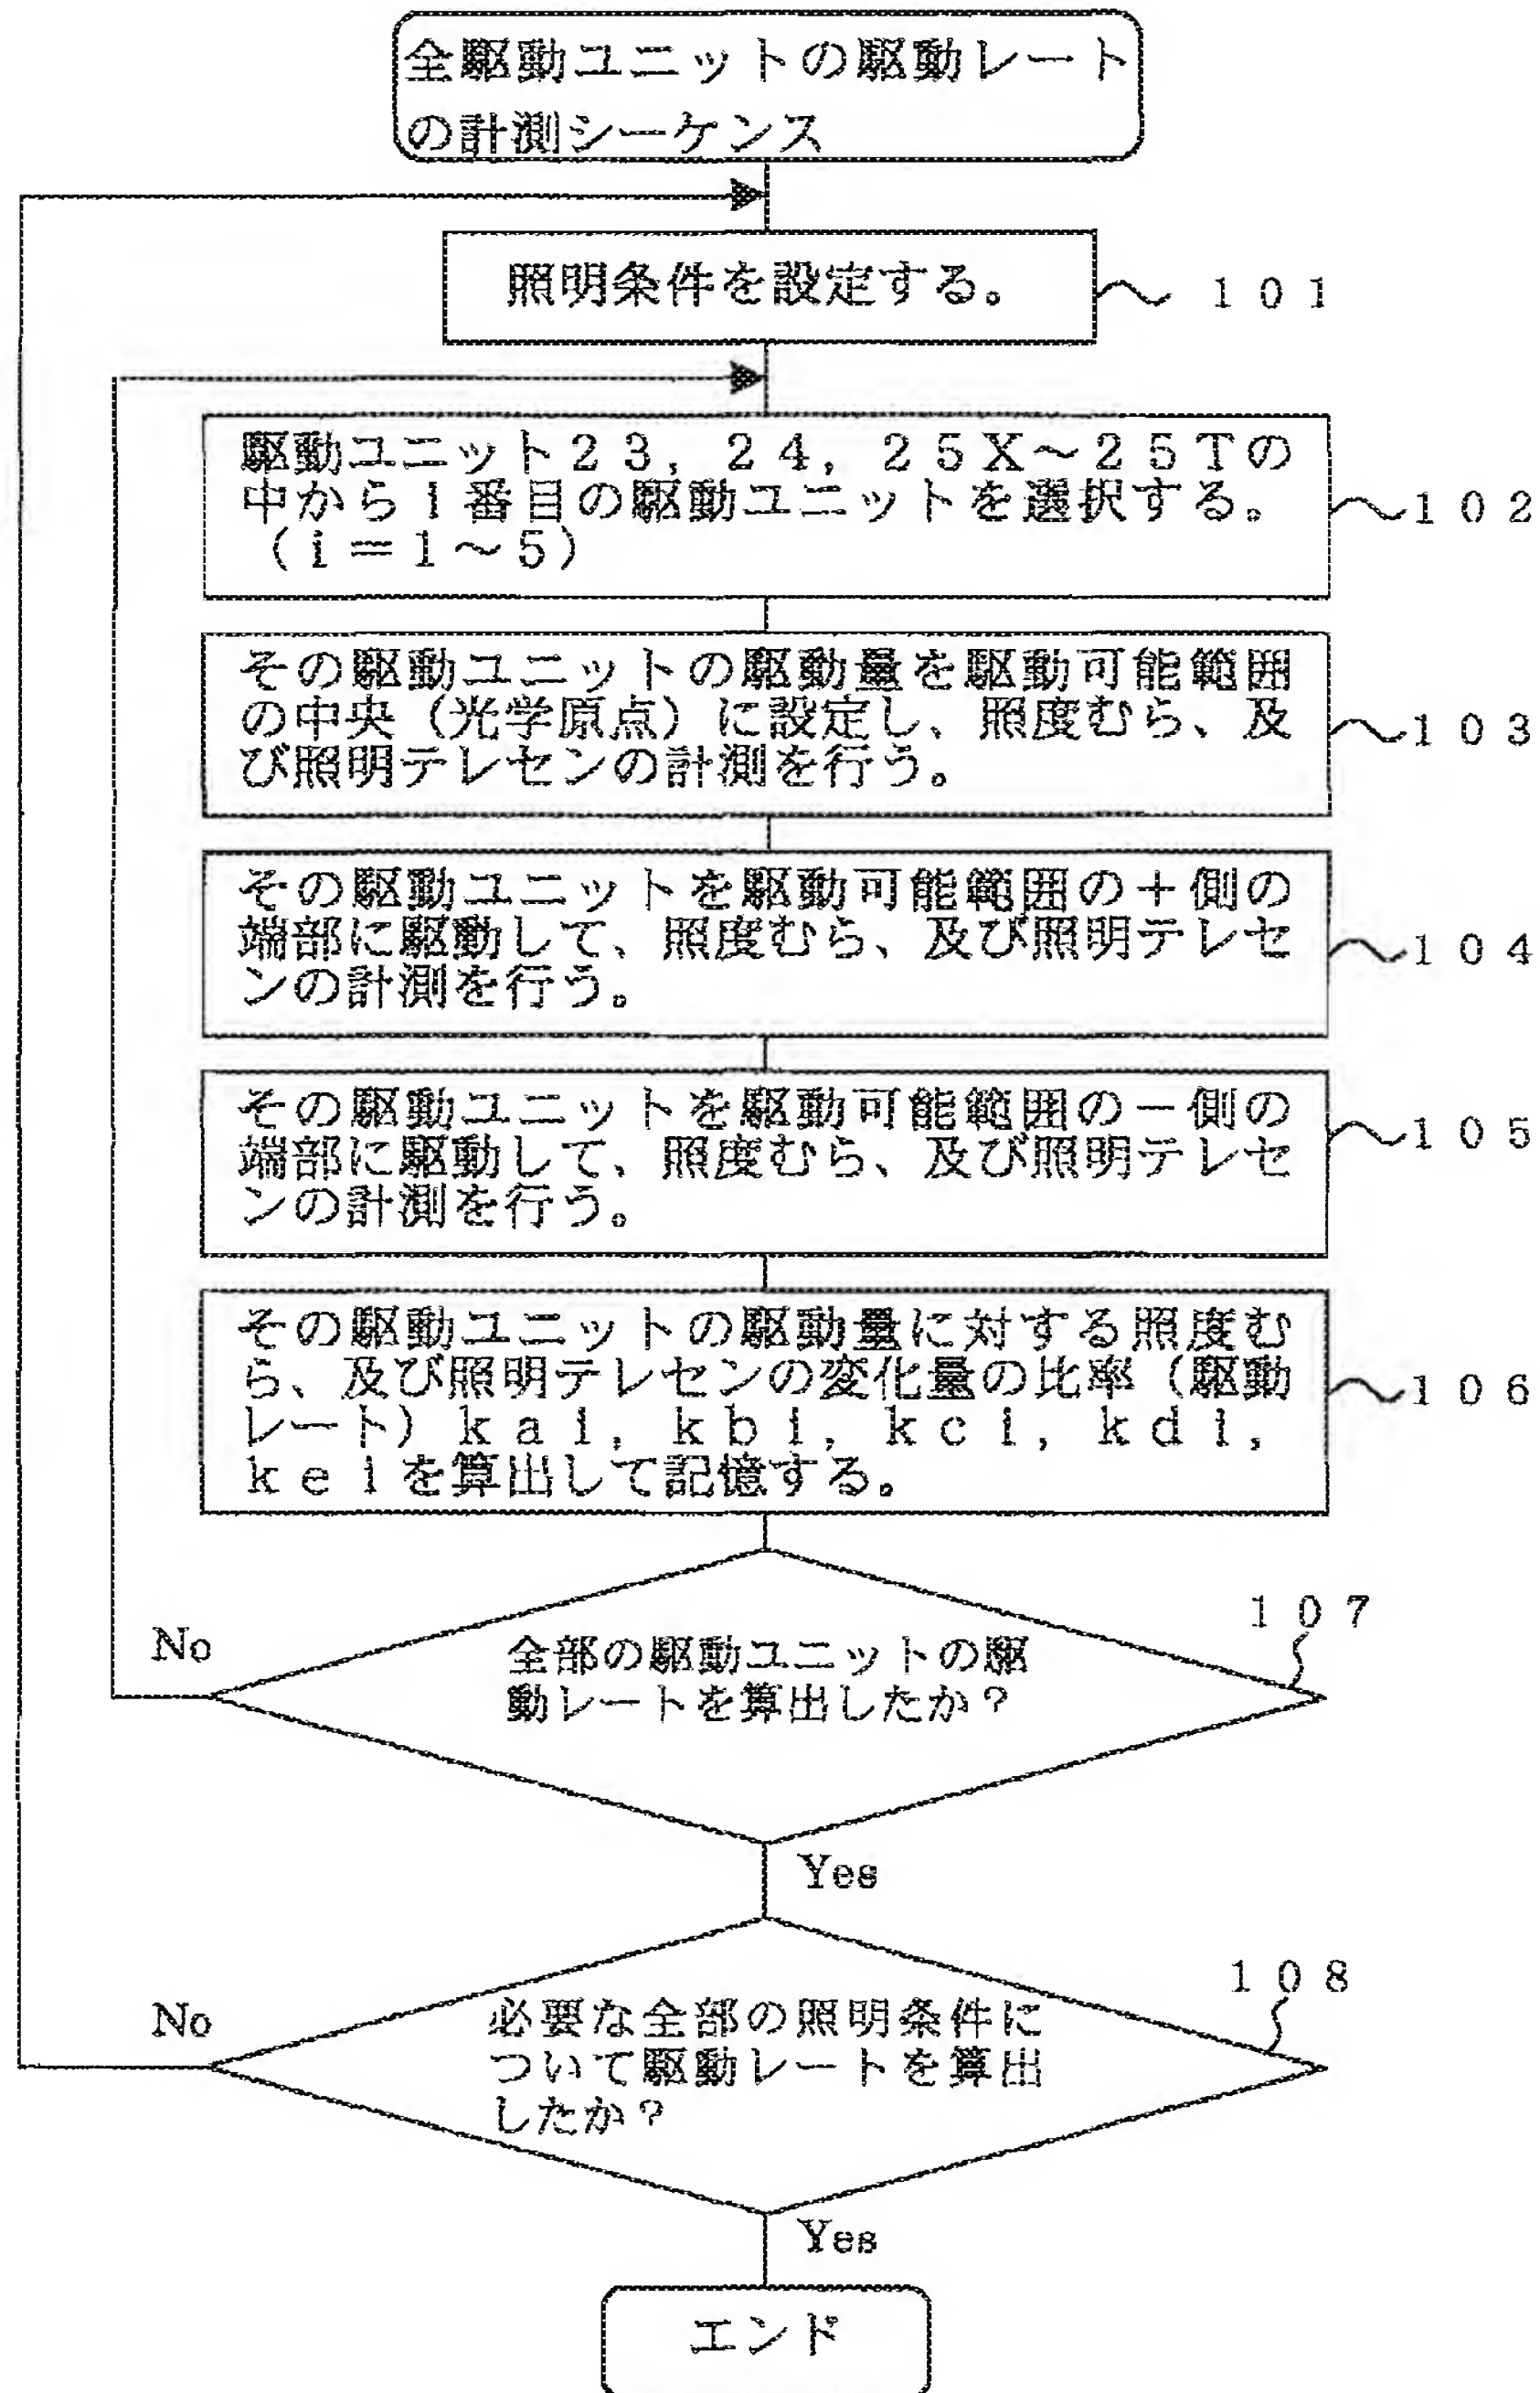 全駆動ユニットの駆動レート
の計測シーケンス
照明条件を設定する。
101
駆動ユニット23, 24, 25X~25Tの
中からi番目の駆動ユニットを選択する。
(i=1~5)
102
その駆動ユニットの駆動量を駆動可能範囲
の中央(光学原点)に設定し、照度むら、及
び照明テレセンの計測を行う。
103
その駆動ユニットを駆動可能範囲の+側の
端部に駆動して、照度むら、及び照明テレセ
ンの計測を行う。
104
その駆動ユニットを駆動可能範囲の-側の
端部に駆動して、照度むら、及び照明テレセ
ンの計測を行う。
105
その駆動ユニットの駆動量に対する照度む
ら、及び照明テレセンの変化量の比率(駆動
レート)kai, kbi, kci, kdi,
keiを算出して記憶する。
106
107
No
全部の駆動ユニットの駆
動レートを算出したか?
Yes
108
No
必要な全部の照明条件に
ついて駆動レートを算出
したか?
Yes
エンド